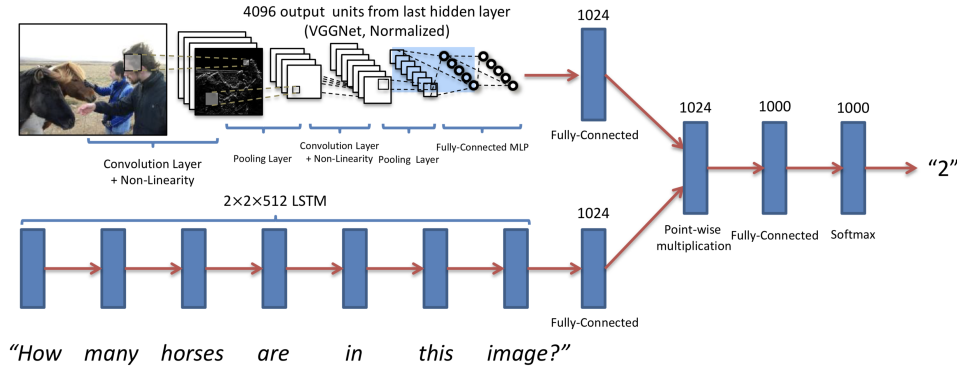 4096 output units from last hidden layer
(VGGNet, Normalized)
1024
Fully-Connected
Convolution Layer
+ Non-Linearity
Pooling Layer
Convolution Layer
+ Non-Linearity
Pooling Layer
Fully-Connected MLP
1024
Point-wise
multiplication
1000
Fully-Connected
1000
Softmax
“2”
2×2×512 LSTM
1024
Fully-Connected
“How many horses are in this image?”